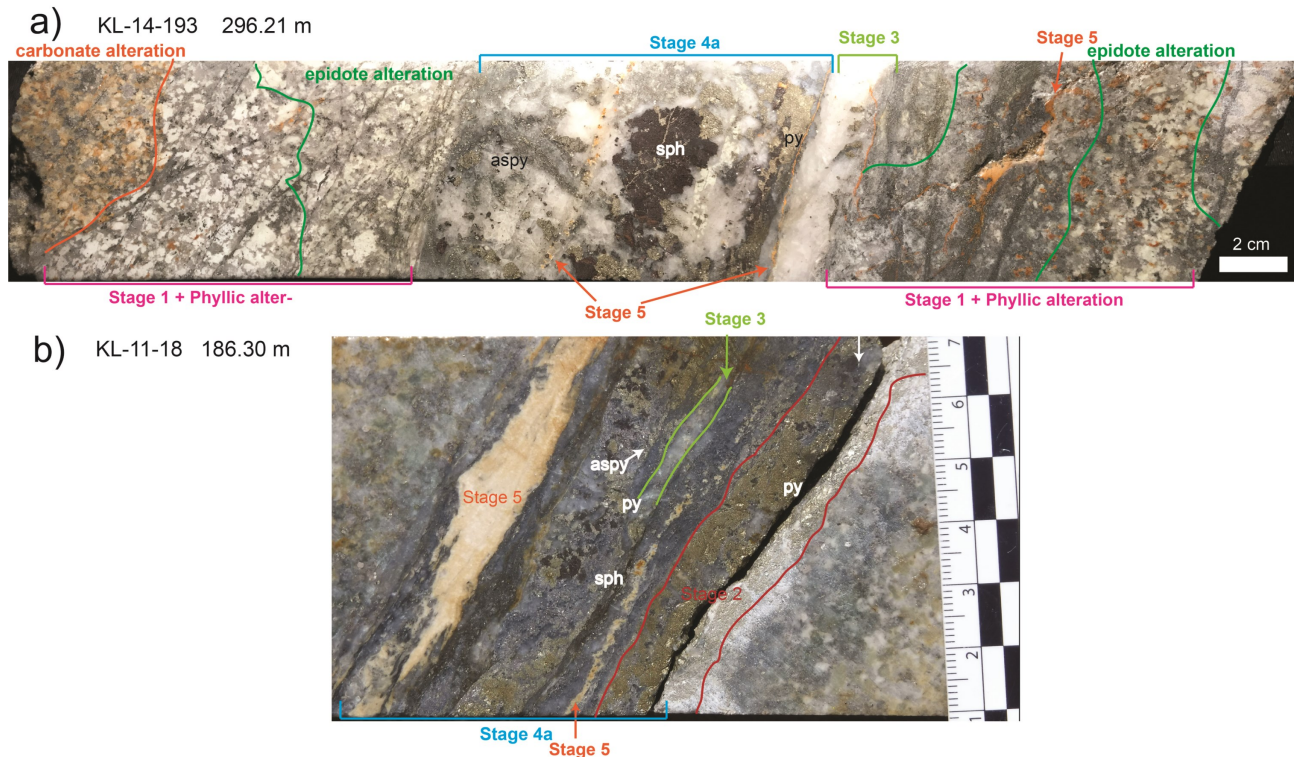 a) KL-14-193 296.21 m
carbonate alteration
epidote alteration
Stage 4a
Stage 3
Stage 5
epidote alteration
aspy
sph
py
2 cm
Stage 1 + Phyllic alter-
Stage 5
Stage 1 + Phyllic alteration
b) KL-11-18 186.30 m
Stage 3
aspy
py
py
Stage 5
sph
Stage 2
Stage 4a
Stage 5
7
6
5
4
3
2
1